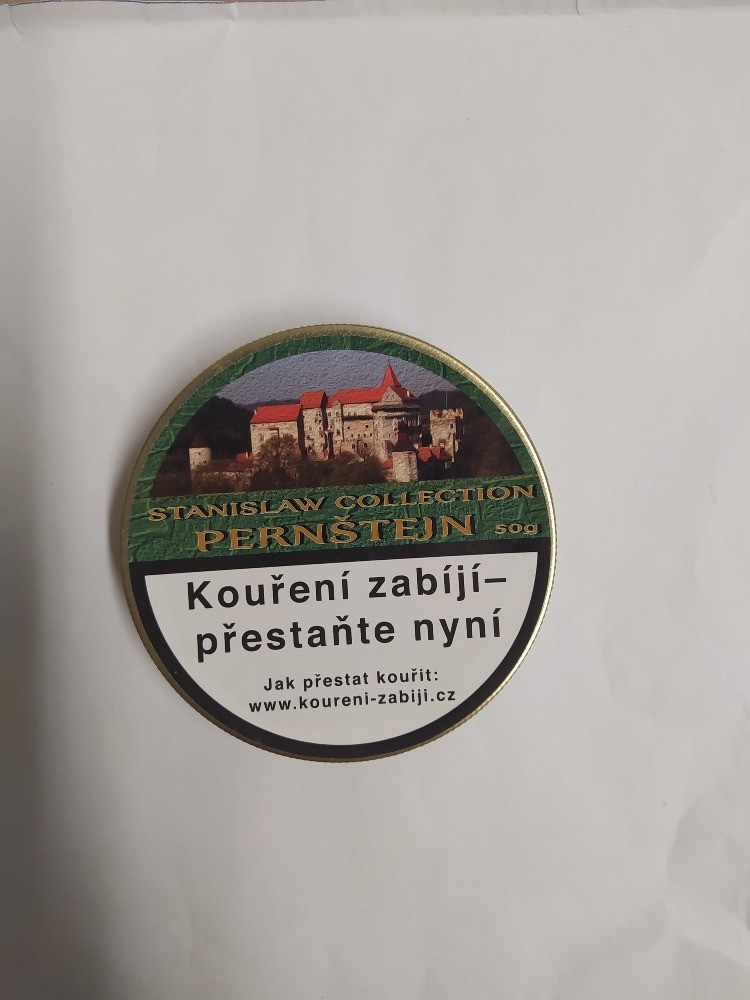 STANISLAW COLLECTION
PERNŠTEJN 50g
Kouření zabíjí–
přestaňte nyní
Jak přestat kouřit:
www.koureni-zabiji.cz